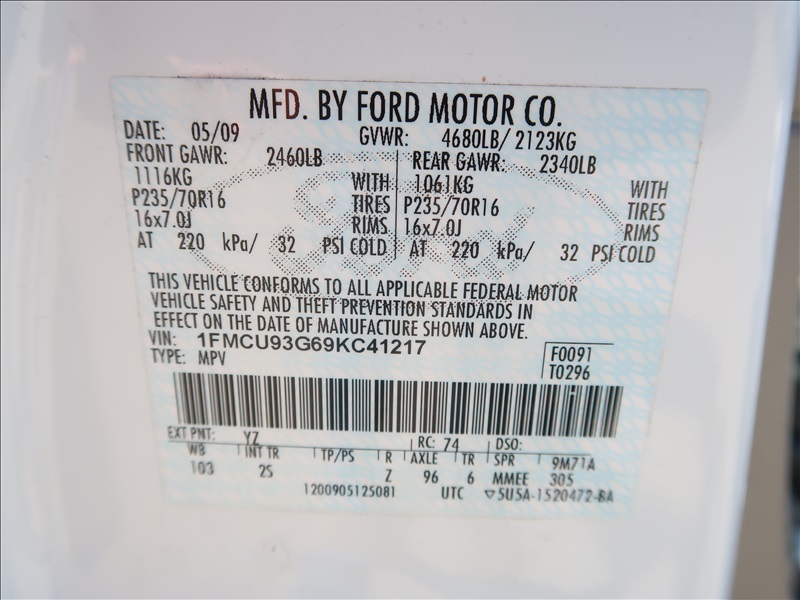 MFD. BY FORD MOTOR CO.
DATE: 05/09 GVWR: 4680LB/ 2123KG
FRONT GAWR: 2460LB REAR GAWR: 2340LB
1116KG WITH 1061KG WITH
P235/70R16 TIRES P235/70R16 TIRES
16x7.0J RIMS 16x7.0J RIMS
AT 220 kPa/ 32 PSI COLD AT 220 kPa/ 32 PSI COLD
THIS VEHICLE CONFORMS TO ALL APPLICABLE FEDERAL MOTOR
VEHICLE SAFETY AND THEFT PREVENTION STANDARDS IN
EFFECT ON THE DATE OF MANUFACTURE SHOWN ABOVE.
VIN: 1FMCU93G69KC41217 F0091
TYPE: MPV T0296
EXT PNT: YZ RC: 74 DSO:
WB INT TR TP/PS R AXLE TR SPR 9M71A
103 2S Z 96 6 MMEE 305
1200905125081 UTC ▽5U5A-1520472-BA